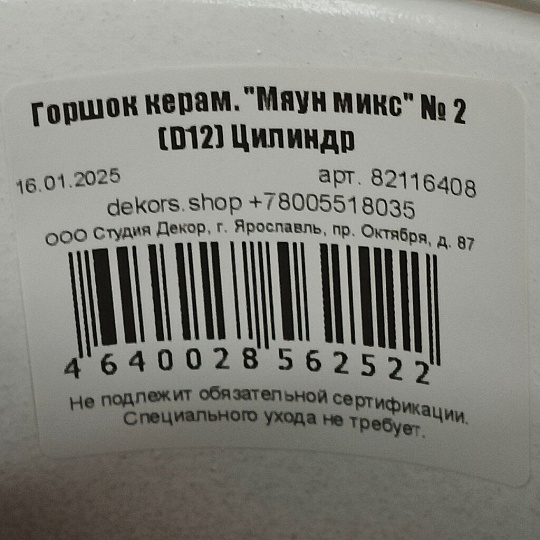 Горшок керам. "Мяун микс" № 2
(D12) Цилиндр
16.01.2025 арт. 82116408
dekors.shop +78005518035
ООО Студия Декор, г. Ярославль, пр. Октября, д. 87
4 640028 562522
Не подлежит обязательной сертификации.
Специального ухода не требует.